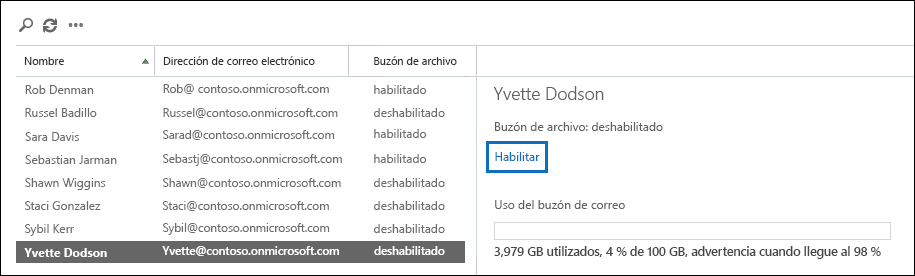 Nombre Dirección de correo electrónico Buzón de archivo
Rob Denman Rob@ contoso.onmicrosoft.com habilitado
Russel Badillo Russel@contoso.onmicrosoft.com deshabilitado
Sara Davis Sarad@contoso.onmicrosoft.com habilitado
Sebastian Jarman Sebastj@contoso.onmicrosoft.com habilitado
Shawn Wiggins Shawn@contoso.onmicrosoft.com deshabilitado
Staci Gonzalez Staci@contoso.onmicrosoft.com deshabilitado
Sybil Kerr Sybil@contoso.onmicrosoft.com deshabilitado
Yvette Dodson Yvette@contoso.onmicrosoft.com deshabilitado
Yvette Dodson
Buzón de archivo: deshabilitado
Habilitar
Uso del buzón de correo
3,979 GB utilizados, 4 % de 100 GB, advertencia cuando llegue al 98 %